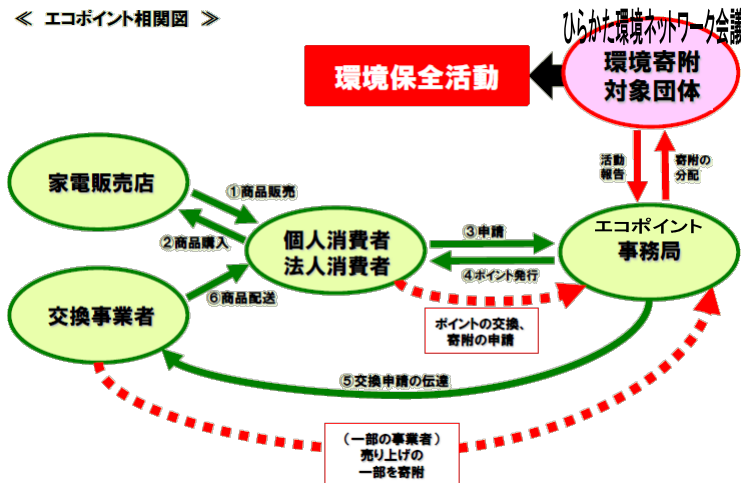 ≪ エコポイント相関図 ≫
ひらかた環境ネットワーク会議
環境寄附
対象団体
環境保全活動
活動
報告
寄附の
分配
家電販売店
①商品販売
②商品購入
個人消費者
法人消費者
③申請
④ポイント発行
エコポイント
事務局
⑥商品配送
交換事業者
ポイントの交換、
寄附の申請
⑤交換申請の伝達
(一部の事業者)
売り上げの
一部を寄附